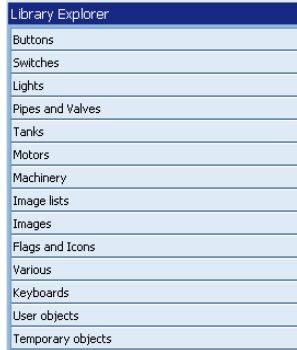 Library Explorer
Buttons
Switches
Lights
Pipes and Valves
Tanks
Motors
Machinery
Image lists
Images
Flags and Icons
Various
Keyboards
User objects
Temporary objects